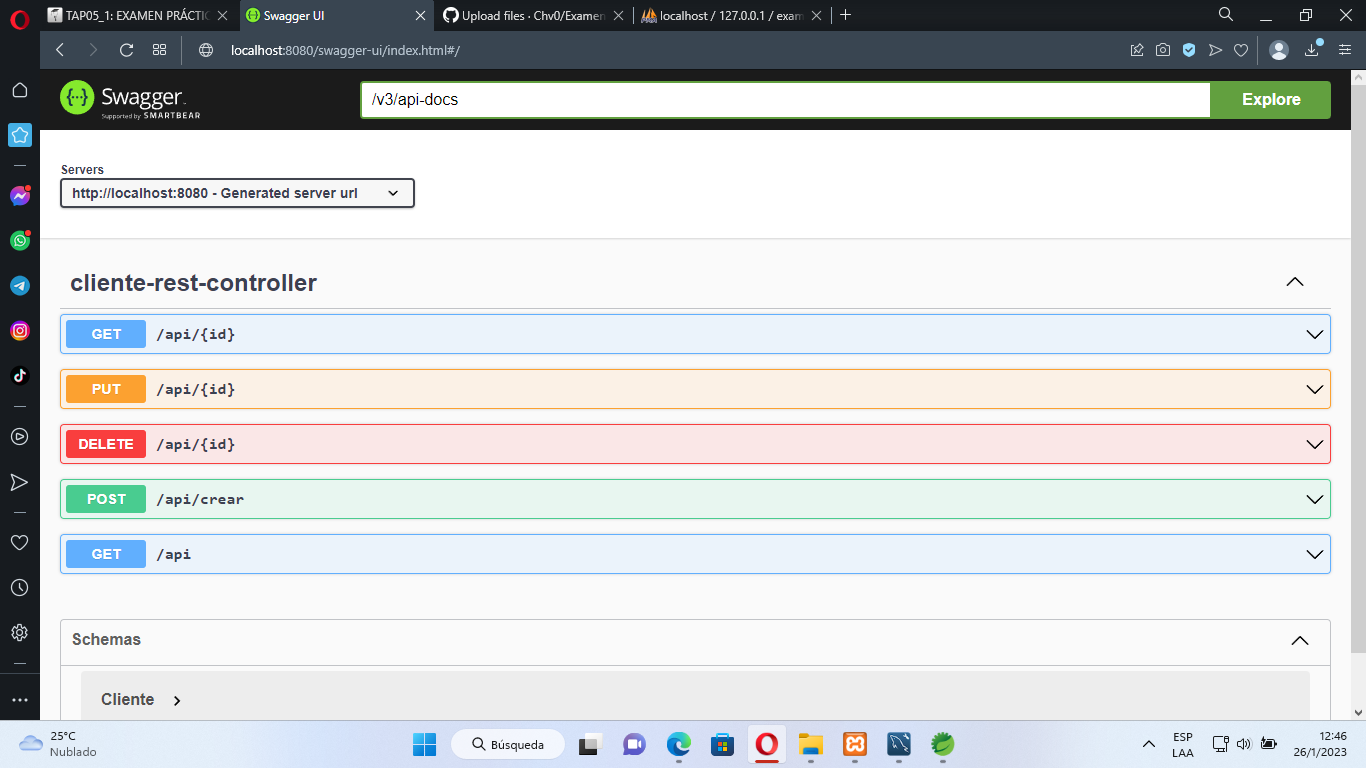 TAP05_1: EXAMEN PRÁCTIC
Swagger UI
Upload files · Chv0/Examen
localhost / 127.0.0.1 / exam
localhost:8080/swagger-ui/index.html#/
Swagger
Supported by SMARTBEAR
/v3/api-docs
Explore
Servers
http://localhost:8080 - Generated server url
cliente-rest-controller
GET /api/{id}
PUT /api/{id}
DELETE /api/{id}
POST /api/crear
GET /api
Schemas
Cliente
25°C
Nublado
Búsqueda
ESP
LAA
12:46
26/1/2023